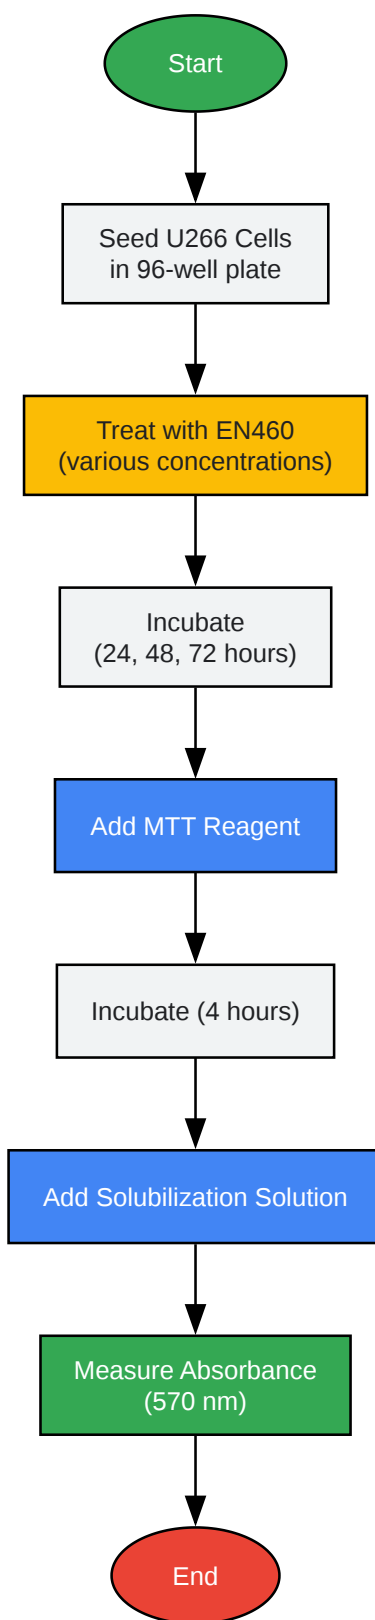 Start
Seed U266 Cells
in 96-well plate
Treat with EN460
(various concentrations)
Incubate
(24, 48, 72 hours)
Add MTT Reagent
Incubate (4 hours)
Add Solubilization Solution
Measure Absorbance
(570 nm)
End